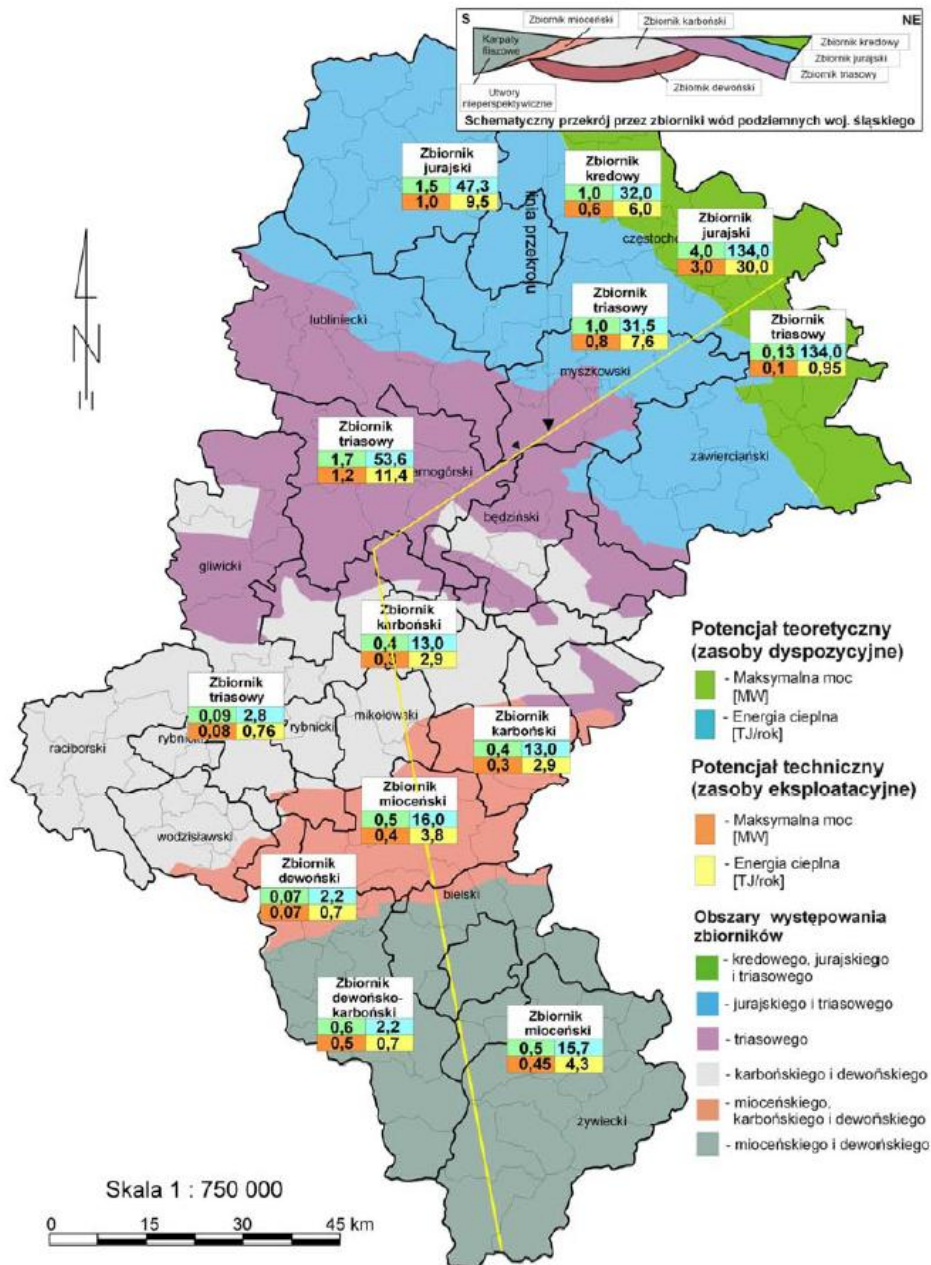 S
NE
Zbiornik mioceński
Zbiornik karboński
Karpaty
fliszowe
Utwory
nieperspektywiczne
Zbiornik kredowy
Zbiornik jurajski
Zbiornik triasowy
Zbiornik dewoński
Schematyczny przekrój przez zbiorniki wód podziemnych woj. śląskiego
Zbiornik
jurajski
1,5 47,3
1,0 9,5
linia przekroju
Zbiornik
kredowy
1,0 32,0
0,6 6,0
częstocho
Zbiornik
jurajski
4,0 134,0
3,0 30,0
N
lubliniecki
Zbiornik
triasowy
1,0 31,5
0,8 7,6
myszkowski
Zbiornik
triasowy
0,13 134,0
0,1 0,95
Zbiornik
triasowy
1,7 53,6
1,2 11,4
amogórski
zawierciański
będziński
gliwicki
Zbiornik
karboński
0,4 13,0
0,3 2,9
Zbiornik
triasowy
0,09 2,8
0,08 0,76
raciborski
rybnicki
rybnicki
mikołowski
Zbiornik
karboński
0,4 13,0
0,3 2,9
Zbiornik
mioceński
0,5 16,0
0,4 3,8
wodzisławski
Zbiornik
dewoński
0,07 2,2
0,07 0,7
bielski
Zbiornik
dewońsko-
karboński
0,6 2,2
0,5 0,7
Zbiornik
mioceński
0,5 15,7
0,45 4,3
żywiecki
Potencjał teoretyczny
(zasoby dyspozycyjne)
- Maksymalna moc
[MW]
- Energia cieplna
[TJ/rok]
Potencjał techniczny
(zasoby eksploatacyjne)
- Maksymalna moc
[MW]
- Energia cieplna
[TJ/rok]
Obszary występowania
zbiorników
- kredowego, jurajskiego
i triasowego
- jurajskiego i triasowego
- triasowego
- karbońskiego i dewońskiego
- mioceńskiego,
karbońskiego i dewońskiego
- mioceńskiego i dewońskiego
Skala 1 : 750 000
0 15 30 45 km